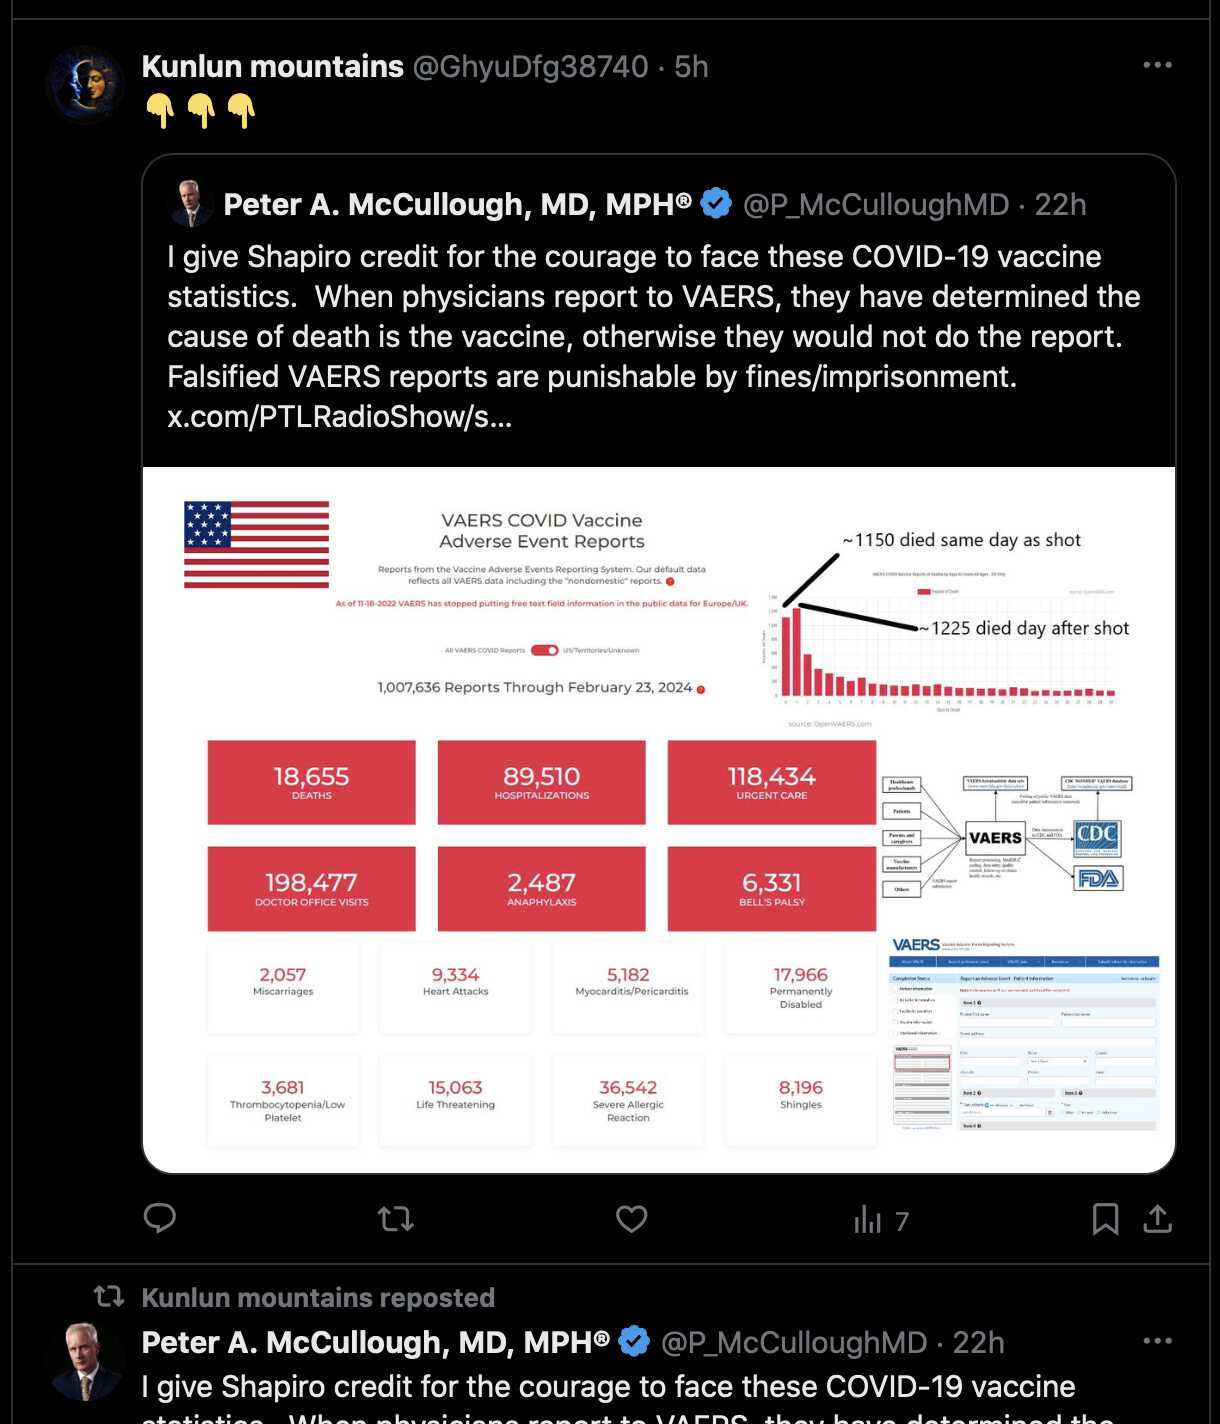 Kunlun mountains @GhyuDfg38740 · 5h
👇👇👇
Peter A. McCullough, MD, MPH® @P_McCulloughMD · 22h
I give Shapiro credit for the courage to face these COVID-19 vaccine
statistics.  When physicians report to VAERS, they have determined the
cause of death is the vaccine, otherwise they would not do the report.
Falsified VAERS reports are punishable by fines/imprisonment.
x.com/PTLRadioShow/s...
VAERS COVID Vaccine
Adverse Event Reports
Reports from the Vaccine Adverse Events Reporting System. Our default data
reflects all VAERS data including the "nondomestic" reports.
As of 11-18-2022 VAERS has stopped putting free text field information in the public data for Europe/UK.
All VAERS COVID Reports US/Territories/Unknown
1,007,636 Reports Through February 23, 2024
~1150 died same day as shot
~1225 died day after shot
source: OpenVAERS.com
18,655
DEATHS
89,510
HOSPITALIZATIONS
118,434
URGENT CARE
198,477
DOCTOR OFFICE VISITS
2,487
ANAPHYLAXIS
6,331
BELL'S PALSY
2,057
Miscarriages
9,334
Heart Attacks
5,182
Myocarditis/Pericarditis
17,966
Permanently
Disabled
3,681
Thrombocytopenia/Low
Platelet
15,063
Life Threatening
36,542
Severe Allergic
Reaction
8,196
Shingles
Healthcare
professionals
Patients
Parents and
caregivers
Vaccine
manufacturers
Others
VAERS
CDC
FDA
VAERS
7
Kunlun mountains reposted
Peter A. McCullough, MD, MPH® @P_McCulloughMD · 22h
I give Shapiro credit for the courage to face these COVID-19 vaccine
statistics.  When physicians report to VAERS, they have determined the